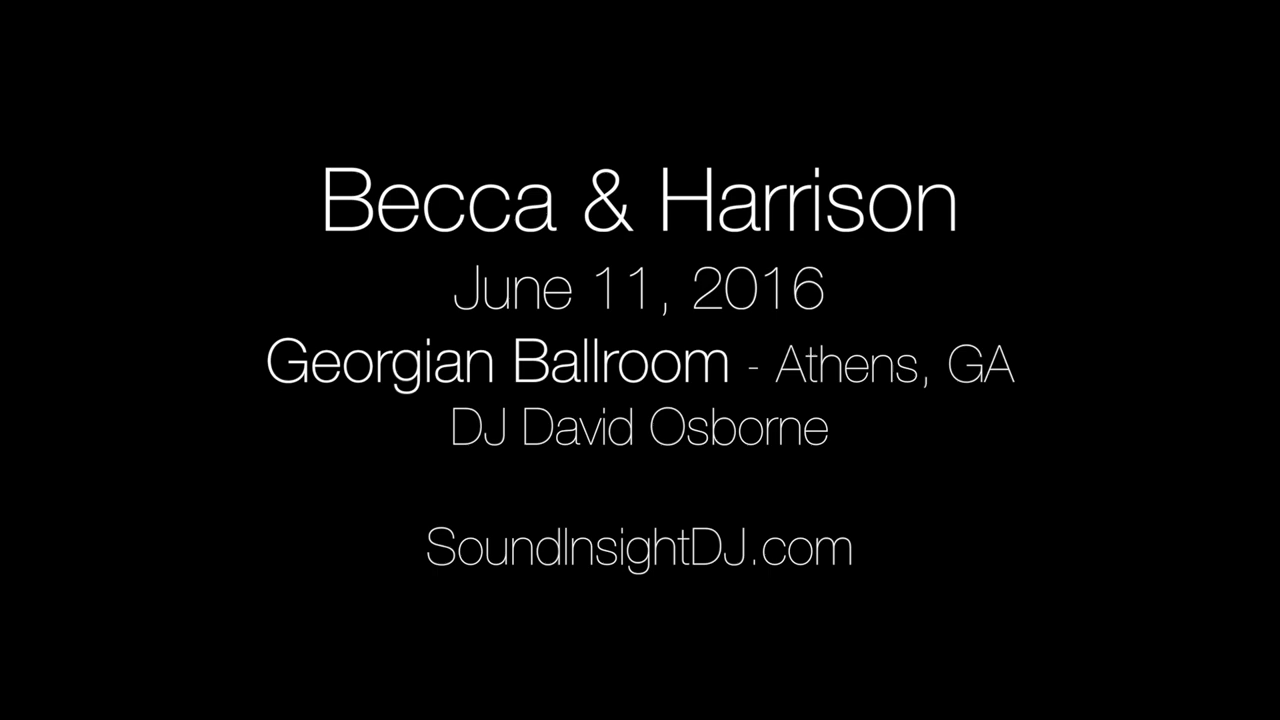 Becca & Harrison
June 11, 2016
Georgian Ballroom - Athens, GA
DJ David Osborne
SoundInsightDJ.com